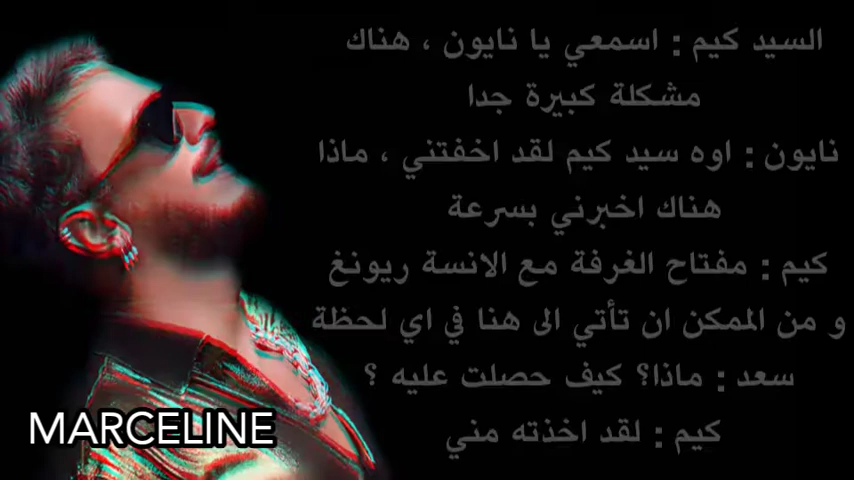 السيد كيم : اسمعي يا نايون ، هناك
مشكلة كبيرة جدا
نايون : اوه سيد كيم لقد اخفتني ، ماذا
هناك اخبرني بسرعة
كيم : مفتاح الغرفة مع الانسة ريونغ
و من الممكن ان تأتي الى هنا في اي لحظة
سعد : ماذا؟ كيف حصلت عليه ؟
كيم : لقد اخذته مني
MARCELINE